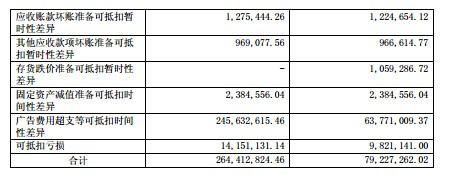 应收账款坏账准备可抵扣暂时性差异 1,275,444.26 1,224,654.12
其他应收款项坏账准备可抵扣暂时性差异 969,077.56 966,614.77
存货跌价准备可抵扣暂时性差异 - 1,059,286.72
固定资产减值准备可抵扣时间性差异 2,384,556.04 2,384,556.04
广告费用超支等可抵扣时间性差异 245,632,615.46 63,771,009.37
可抵扣亏损 14,151,131.14 9,821,141.00
合计 264,412,824.46 79,227,262.02